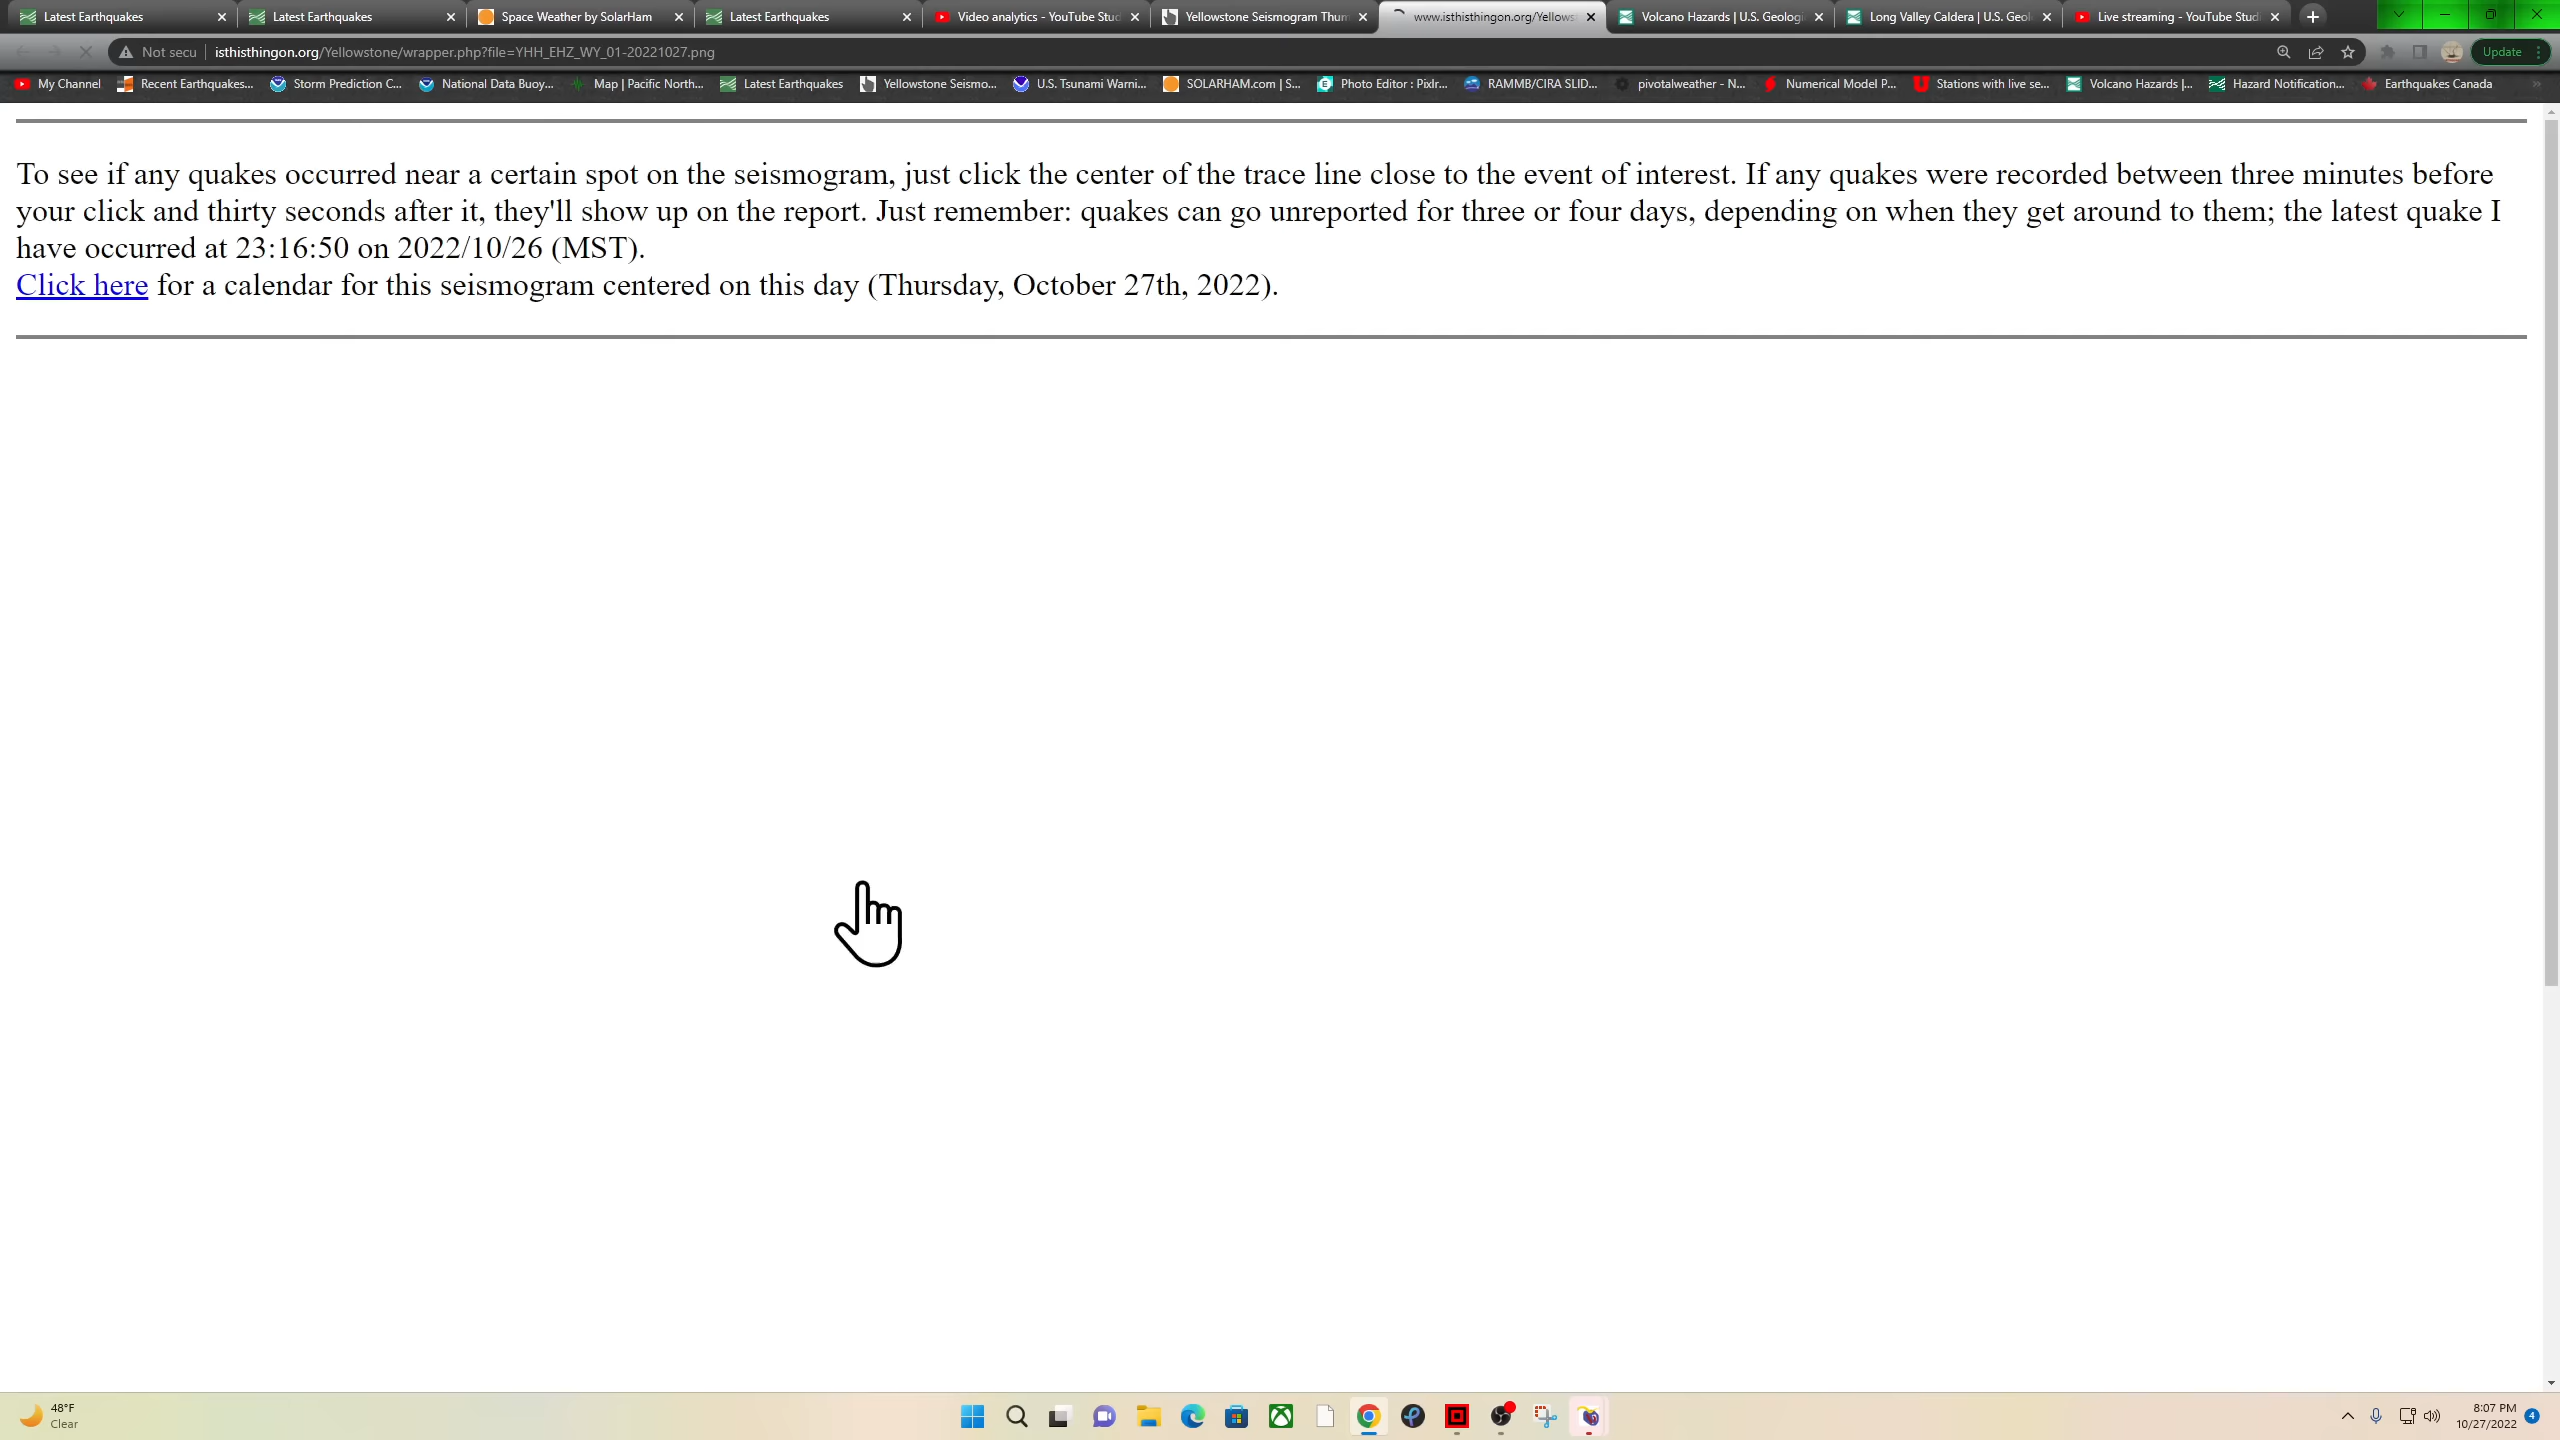 Latest Earthquakes
Latest Earthquakes
Space Weather by SolarHam
Latest Earthquakes
Video analytics - YouTube Stud
Yellowstone Seismogram Thum
www.isthisthingon.org/Yellows
Volcano Hazards | U.S. Geologi
Long Valley Caldera | U.S. Geol
Live streaming - YouTube Stud
Not secu
isthisthingon.org/Yellowstone/wrapper.php?file=YHH_EHZ_WY_01-20221027.png
Update
My Channel
Recent Earthquakes...
Storm Prediction C...
National Data Buoy...
Map | Pacific North...
Latest Earthquakes
Yellowstone Seismo...
U.S. Tsunami Warni...
SOLARHAM.com | S...
Photo Editor : Pixlr...
RAMMB/CIRA SLID...
pivotalweather - N...
Numerical Model P...
Stations with live se...
Volcano Hazards |...
Hazard Notification...
Earthquakes Canada
To see if any quakes occurred near a certain spot on the seismogram, just click the center of the trace line close to the event of interest. If any quakes were recorded between three minutes before
your click and thirty seconds after it, they'll show up on the report. Just remember: quakes can go unreported for three or four days, depending on when they get around to them; the latest quake I
have occurred at 23:16:50 on 2022/10/26 (MST).
Click here for a calendar for this seismogram centered on this day (Thursday, October 27th, 2022).
48°F
Clear
8:07 PM
10/27/2022
4